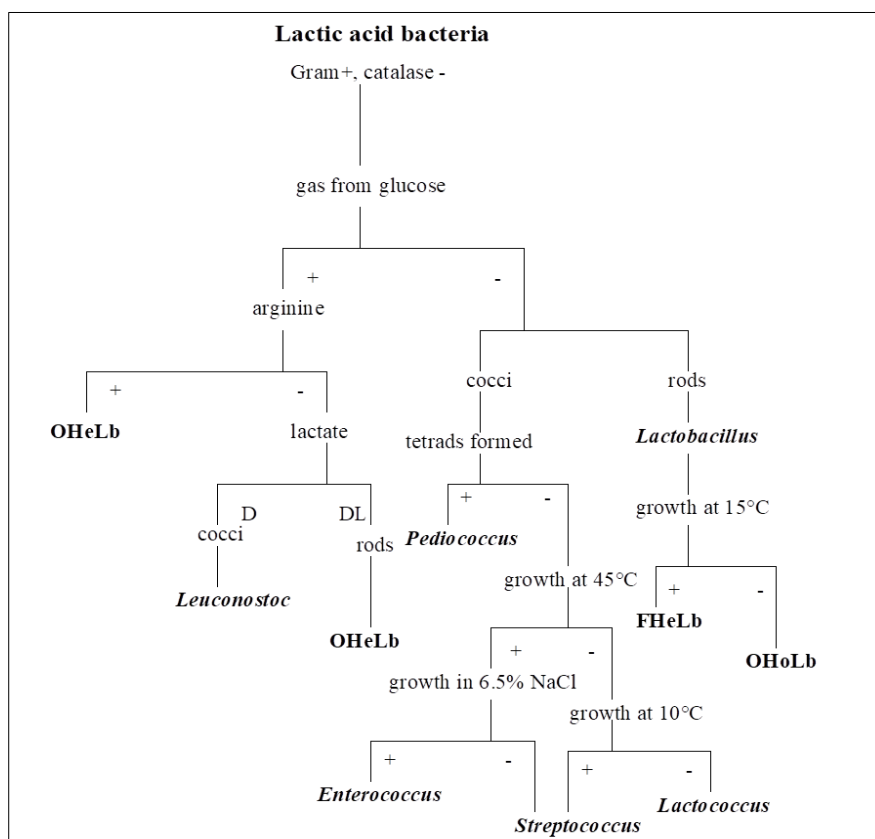 Lactic acid bacteria
Gram+, catalase -
gas from glucose
+ -
arginine
cocci rods
+ -
OHeLb lactate Lactobacillus
tetrads formed
D DL + - growth at 15°C
cocci rods Pediococcus
growth at 45°C + -
Leuconostoc FHeLb
OHeLb + - OHoLb
growth in 6.5% NaCl
growth at 10°C
+ - + -
Enterococcus Lactococcus
Streptococcus